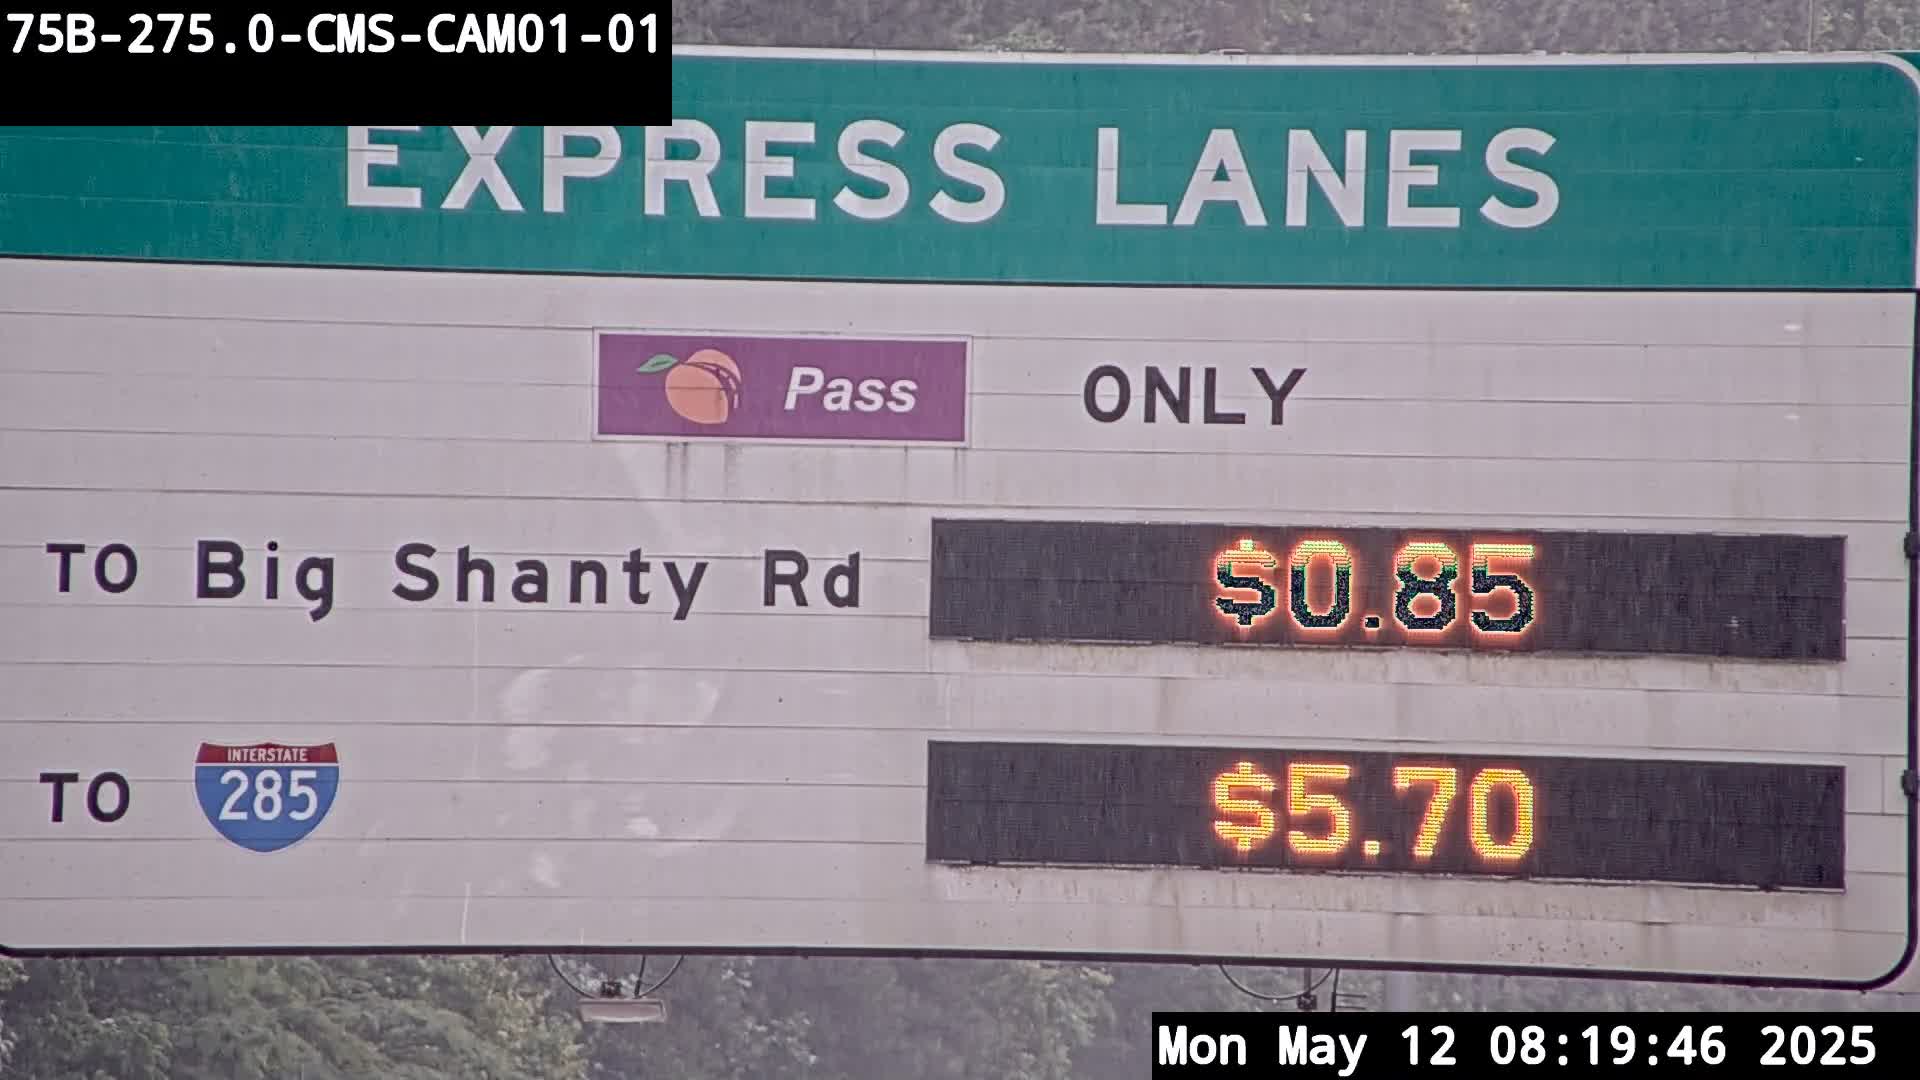 75B-275.0-CMS-CAM01-01
EXPRESS LANES
Pass ONLY
TO Big Shanty Rd $0.85
INTERSTATE
TO 285 $5.70
Mon May 12 08:19:46 2025